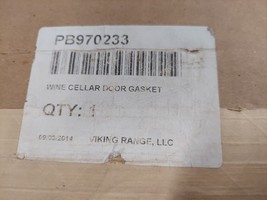 PB970233
WINE CELLAR DOOR GASKET
QTY: 1
VIKING RANGE, LLC